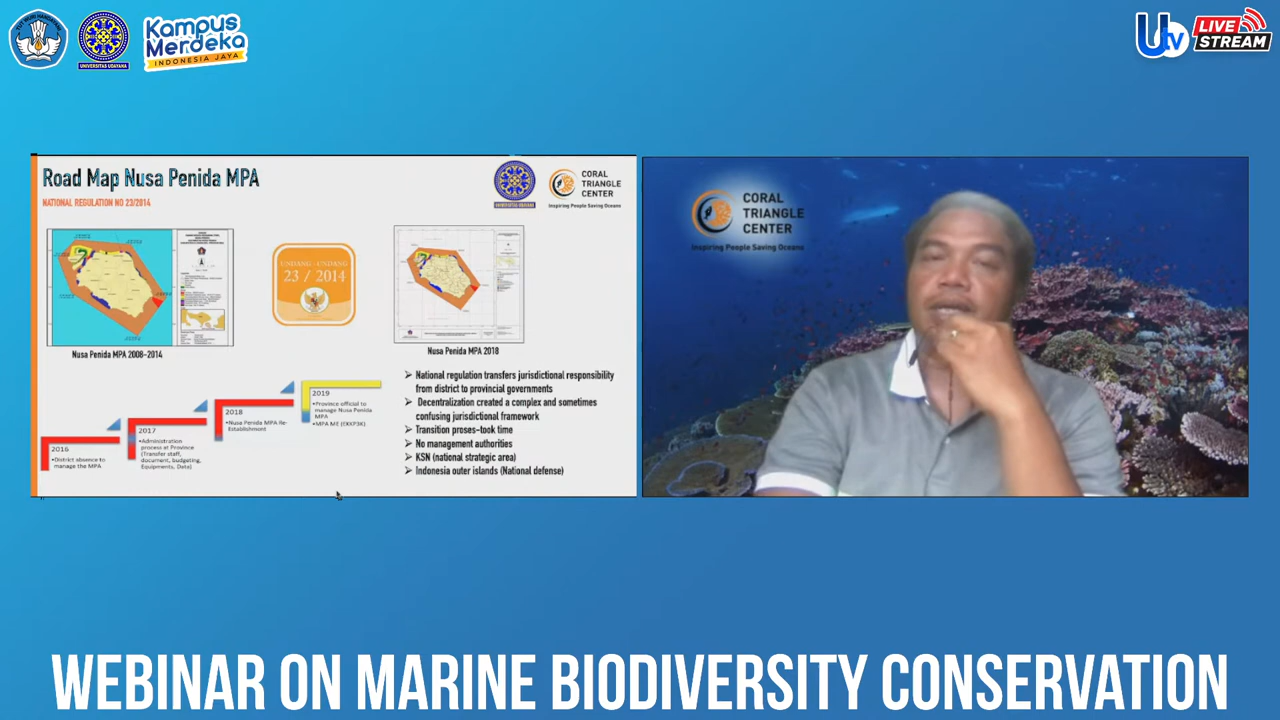 TUT WURI HANDAYANI
UNIVERSITAS UDAYANA
Kampus
Merdeka
INDONESIA JAYA
Utv
LIVE
STREAM
Road Map Nusa Penida MPA
NATIONAL REGULATION NO 23/2014
CORAL
TRIANGLE
CENTER
Inspiring People Saving Oceans
UNDANG - UNDANG
23 / 2014
Nusa Penida MPA 2008-2014
Nusa Penida MPA 2018
2016
•District absence to
manage the MPA
2017
•Administration
process at Province
(Transfer staff,
document, budgeting,
Equipments, Data)
2018
•Nusa Penida MPA Re-
Establishment
2019
•Province official to
manage Nusa Penida
MPA
•MPA ME (EKKP3K)
➢ National regulation transfers jurisdictional responsibility
from district to provincial governments
➢ Decentralization created a complex and sometimes
confusing jurisdictional framework
➢ Transition proses-took time
➢ No management authorities
➢ KSN (national strategic area)
➢ Indonesia outer islands (National defense)
CORAL
TRIANGLE
CENTER
Inspiring People Saving Oceans
WEBINAR ON MARINE BIODIVERSITY CONSERVATION